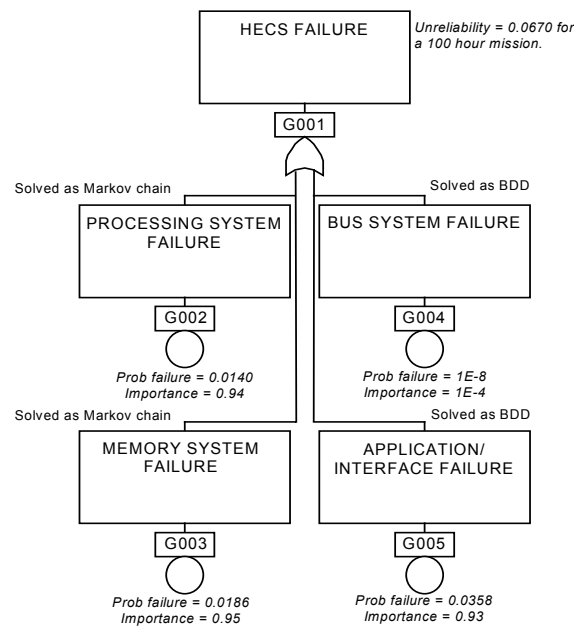 HECS FAILURE
Unreliability = 0.0670 for
a 100 hour mission.
G001
Solved as Markov chain
Solved as BDD
PROCESSING SYSTEM
FAILURE
BUS SYSTEM FAILURE
G002
G004
Prob failure = 0.0140
Importance = 0.94
Prob failure = 1E-8
Importance = 1E-4
Solved as Markov chain
Solved as BDD
MEMORY SYSTEM
FAILURE
APPLICATION/
INTERFACE FAILURE
G003
G005
Prob failure = 0.0186
Importance = 0.95
Prob failure = 0.0358
Importance = 0.93